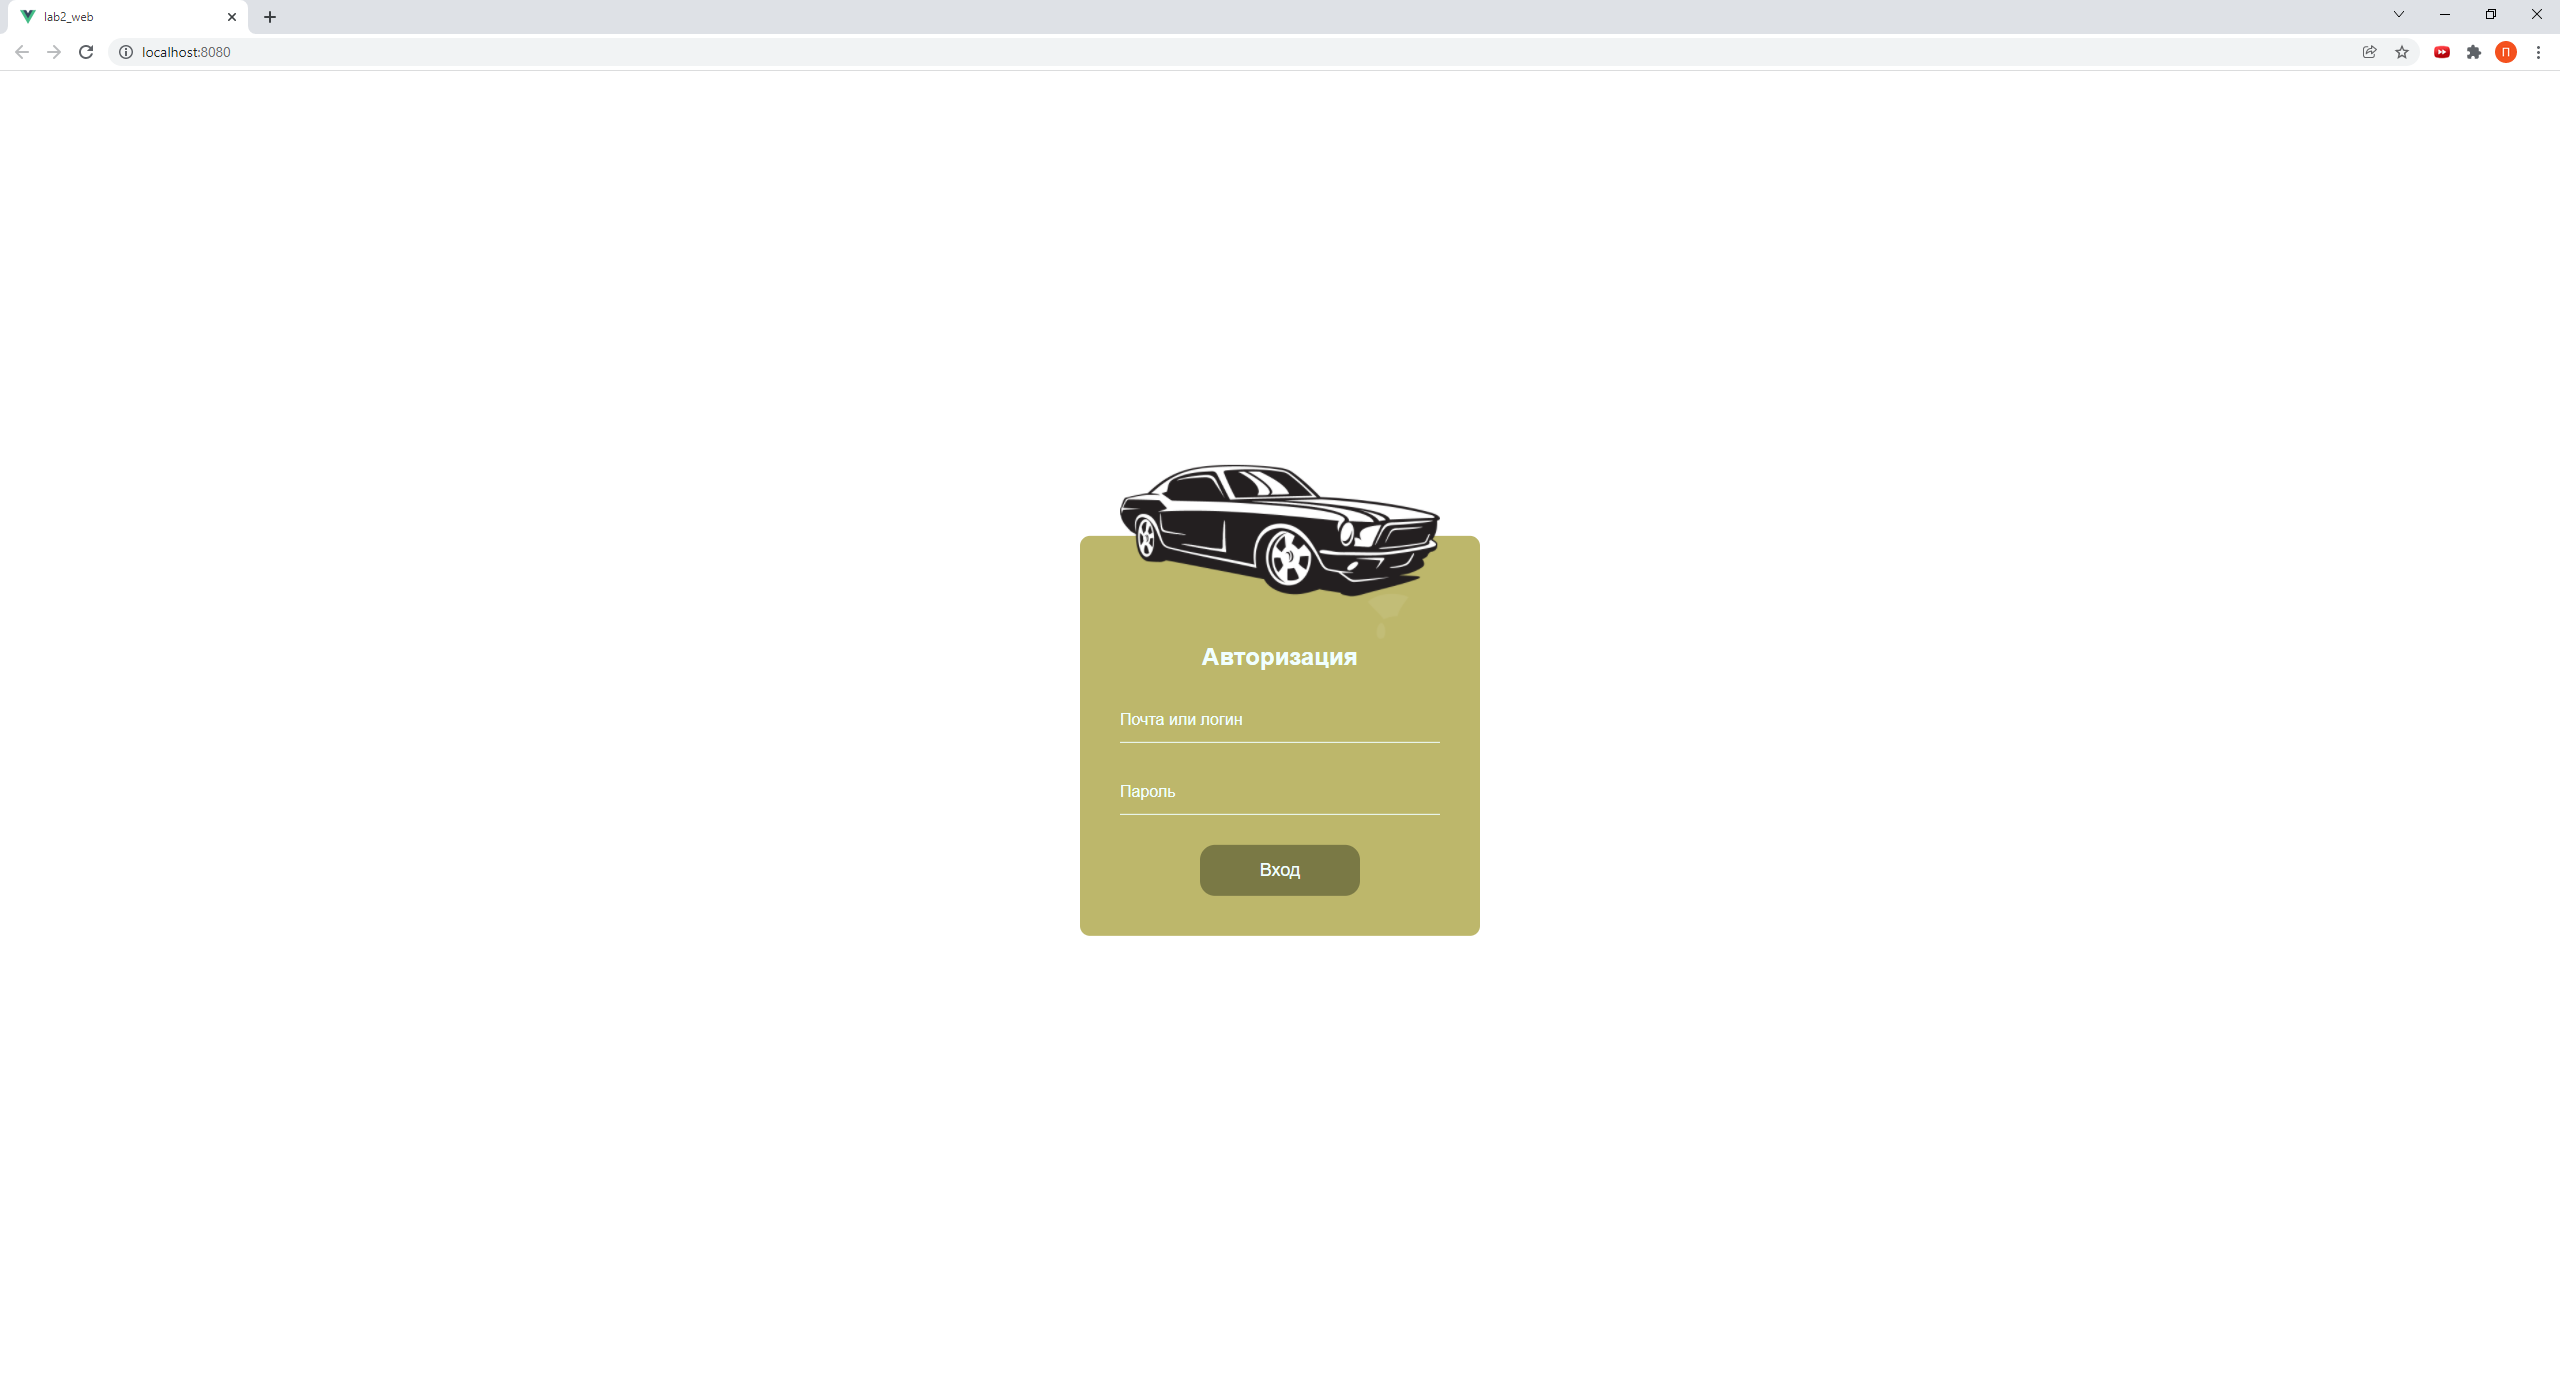 lab2_web
localhost:8080
П
Авторизация
Почта или логин
Пароль
Вход